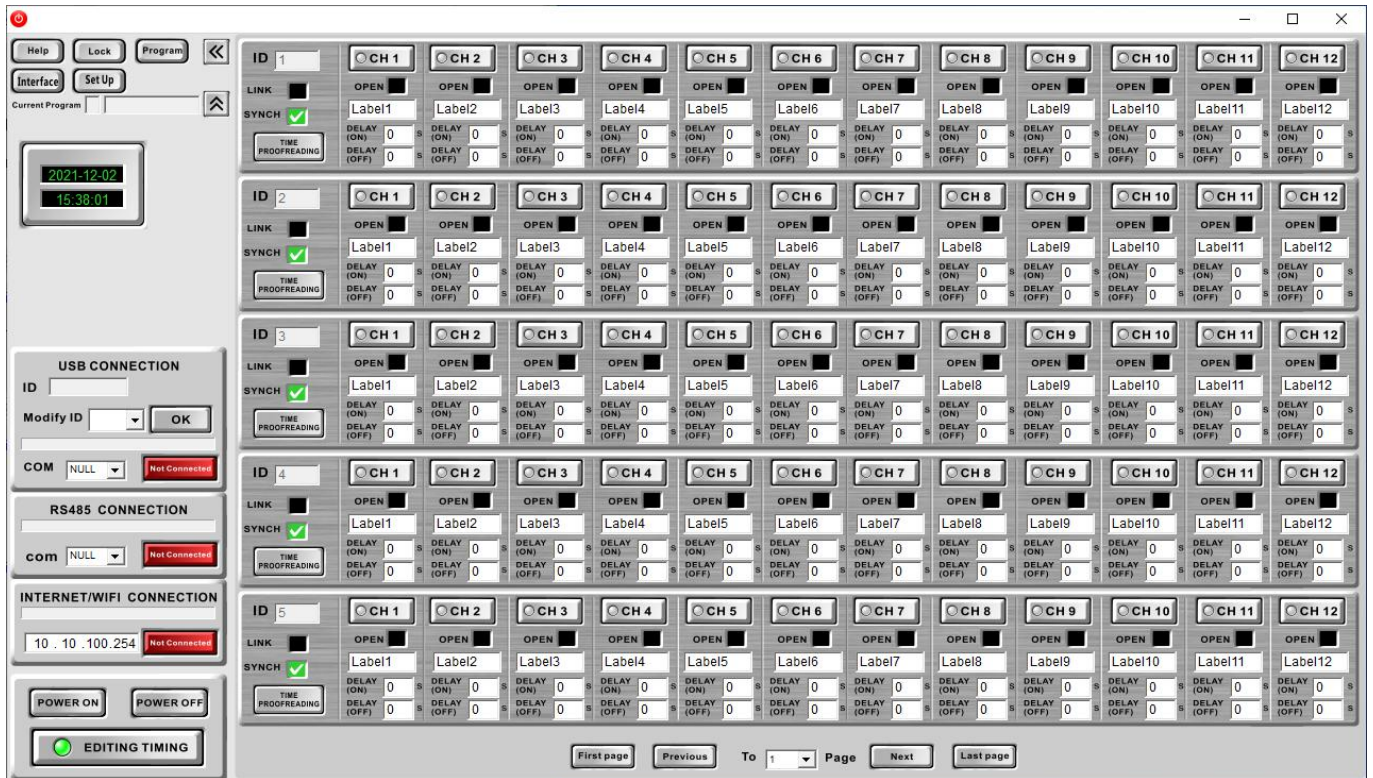 Help Lock Program
Interface Set Up
Current Program
2021-12-02
15:38:01
USB CONNECTION
ID
Modify ID OK
COM NULL Not Connected
RS485 CONNECTION
com NULL Not Connected
INTERNET/WIFI CONNECTION
10 . 10 .100.254 Not Connected
POWER ON POWER OFF
EDITING TIMING
ID 1 CH 1 CH 2 CH 3 CH 4 CH 5 CH 6 CH 7 CH 8 CH 9 CH 10 CH 11 CH 12
LINK OPEN OPEN OPEN OPEN OPEN OPEN OPEN OPEN OPEN OPEN OPEN OPEN
SYNCH Label1 Label2 Label3 Label4 Label5 Label6 Label7 Label8 Label9 Label10 Label11 Label12
TIME PROOFREADING
DELAY (ON) 0 s DELAY (ON) 0 s DELAY (ON) 0 s DELAY (ON) 0 s DELAY (ON) 0 s DELAY (ON) 0 s DELAY (ON) 0 s DELAY (ON) 0 s DELAY (ON) 0 s DELAY (ON) 0 s DELAY (ON) 0 s DELAY (ON) 0 s
DELAY (OFF) 0 s DELAY (OFF) 0 s DELAY (OFF) 0 s DELAY (OFF) 0 s DELAY (OFF) 0 s DELAY (OFF) 0 s DELAY (OFF) 0 s DELAY (OFF) 0 s DELAY (OFF) 0 s DELAY (OFF) 0 s DELAY (OFF) 0 s DELAY (OFF) 0 s
ID 2 CH 1 CH 2 CH 3 CH 4 CH 5 CH 6 CH 7 CH 8 CH 9 CH 10 CH 11 CH 12
LINK OPEN OPEN OPEN OPEN OPEN OPEN OPEN OPEN OPEN OPEN OPEN OPEN
SYNCH Label1 Label2 Label3 Label4 Label5 Label6 Label7 Label8 Label9 Label10 Label11 Label12
TIME PROOFREADING
DELAY (ON) 0 s DELAY (ON) 0 s DELAY (ON) 0 s DELAY (ON) 0 s DELAY (ON) 0 s DELAY (ON) 0 s DELAY (ON) 0 s DELAY (ON) 0 s DELAY (ON) 0 s DELAY (ON) 0 s DELAY (ON) 0 s DELAY (ON) 0 s
DELAY (OFF) 0 s DELAY (OFF) 0 s DELAY (OFF) 0 s DELAY (OFF) 0 s DELAY (OFF) 0 s DELAY (OFF) 0 s DELAY (OFF) 0 s DELAY (OFF) 0 s DELAY (OFF) 0 s DELAY (OFF) 0 s DELAY (OFF) 0 s DELAY (OFF) 0 s
ID 3 CH 1 CH 2 CH 3 CH 4 CH 5 CH 6 CH 7 CH 8 CH 9 CH 10 CH 11 CH 12
LINK OPEN OPEN OPEN OPEN OPEN OPEN OPEN OPEN OPEN OPEN OPEN OPEN
SYNCH Label1 Label2 Label3 Label4 Label5 Label6 Label7 Label8 Label9 Label10 Label11 Label12
TIME PROOFREADING
DELAY (ON) 0 s DELAY (ON) 0 s DELAY (ON) 0 s DELAY (ON) 0 s DELAY (ON) 0 s DELAY (ON) 0 s DELAY (ON) 0 s DELAY (ON) 0 s DELAY (ON) 0 s DELAY (ON) 0 s DELAY (ON) 0 s DELAY (ON) 0 s
DELAY (OFF) 0 s DELAY (OFF) 0 s DELAY (OFF) 0 s DELAY (OFF) 0 s DELAY (OFF) 0 s DELAY (OFF) 0 s DELAY (OFF) 0 s DELAY (OFF) 0 s DELAY (OFF) 0 s DELAY (OFF) 0 s DELAY (OFF) 0 s DELAY (OFF) 0 s
ID 4 CH 1 CH 2 CH 3 CH 4 CH 5 CH 6 CH 7 CH 8 CH 9 CH 10 CH 11 CH 12
LINK OPEN OPEN OPEN OPEN OPEN OPEN OPEN OPEN OPEN OPEN OPEN OPEN
SYNCH Label1 Label2 Label3 Label4 Label5 Label6 Label7 Label8 Label9 Label10 Label11 Label12
TIME PROOFREADING
DELAY (ON) 0 s DELAY (ON) 0 s DELAY (ON) 0 s DELAY (ON) 0 s DELAY (ON) 0 s DELAY (ON) 0 s DELAY (ON) 0 s DELAY (ON) 0 s DELAY (ON) 0 s DELAY (ON) 0 s DELAY (ON) 0 s DELAY (ON) 0 s
DELAY (OFF) 0 s DELAY (OFF) 0 s DELAY (OFF) 0 s DELAY (OFF) 0 s DELAY (OFF) 0 s DELAY (OFF) 0 s DELAY (OFF) 0 s DELAY (OFF) 0 s DELAY (OFF) 0 s DELAY (OFF) 0 s DELAY (OFF) 0 s DELAY (OFF) 0 s
ID 5 CH 1 CH 2 CH 3 CH 4 CH 5 CH 6 CH 7 CH 8 CH 9 CH 10 CH 11 CH 12
LINK OPEN OPEN OPEN OPEN OPEN OPEN OPEN OPEN OPEN OPEN OPEN OPEN
SYNCH Label1 Label2 Label3 Label4 Label5 Label6 Label7 Label8 Label9 Label10 Label11 Label12
TIME PROOFREADING
DELAY (ON) 0 s DELAY (ON) 0 s DELAY (ON) 0 s DELAY (ON) 0 s DELAY (ON) 0 s DELAY (ON) 0 s DELAY (ON) 0 s DELAY (ON) 0 s DELAY (ON) 0 s DELAY (ON) 0 s DELAY (ON) 0 s DELAY (ON) 0 s
DELAY (OFF) 0 s DELAY (OFF) 0 s DELAY (OFF) 0 s DELAY (OFF) 0 s DELAY (OFF) 0 s DELAY (OFF) 0 s DELAY (OFF) 0 s DELAY (OFF) 0 s DELAY (OFF) 0 s DELAY (OFF) 0 s DELAY (OFF) 0 s DELAY (OFF) 0 s
First page Previous To 1 Page Next Last page